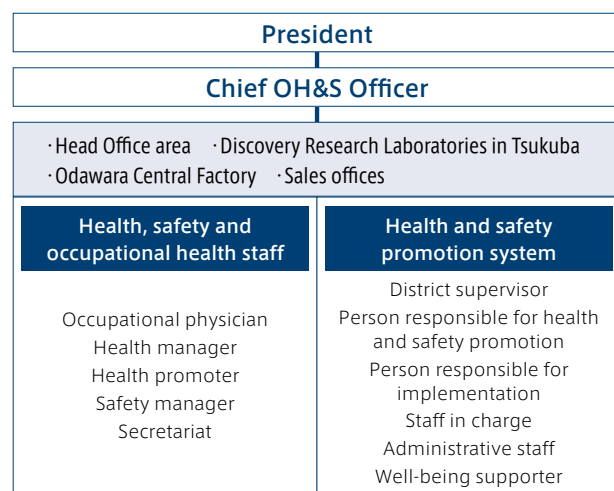 President
Chief OH&S Officer
·Head Office area ·Discovery Research Laboratories in Tsukuba
·Odawara Central Factory ·Sales offices
Health, safety and
occupational health staff
Occupational physician
Health manager
Health promoter
Safety manager
Secretariat
Health and safety
promotion system
District supervisor
Person responsible for health
and safety promotion
Person responsible for
implementation
Staff in charge
Administrative staff
Well-being supporter